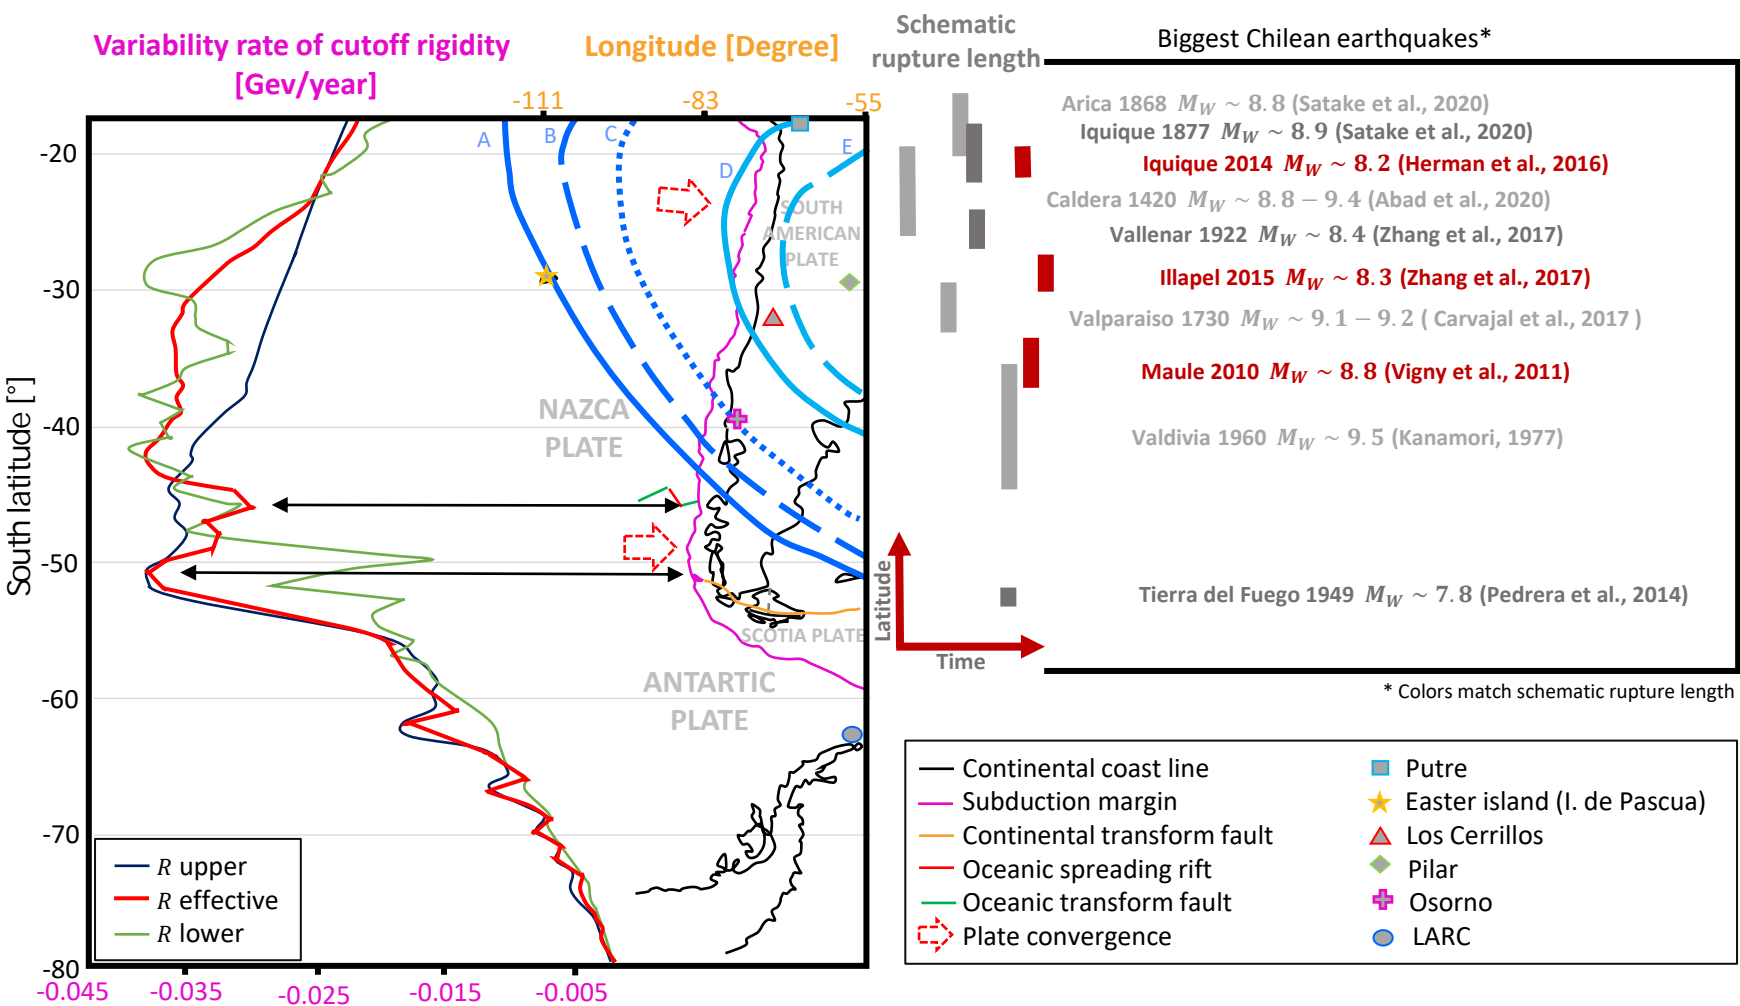 Variability rate of cutoff rigidity
[Gev/year]
Longitude [Degree]
-111
-83
-55
Schematic
rupture length
Biggest Chilean earthquakes*
A
B
C
D
E
-20
-30
-40
-50
-60
-70
-80
South latitude [°]
-0.045
-0.035
-0.025
-0.015
-0.005
SOUTH
AMERICAN
PLATE
NAZCA
PLATE
SCOTIA PLATE
ANTARTIC
PLATE
R upper
R effective
R lower
Arica 1868 M_W ~ 8.8 (Satake et al., 2020)
Iquique 1877 M_W ~ 8.9 (Satake et al., 2020)
Iquique 2014 M_W ~ 8.2 (Herman et al., 2016)
Caldera 1420 M_W ~ 8.8 − 9.4 (Abad et al., 2020)
Vallenar 1922 M_W ~ 8.4 (Zhang et al., 2017)
Illapel 2015 M_W ~ 8.3 (Zhang et al., 2017)
Valparaiso 1730 M_W ~ 9.1 − 9.2 ( Carvajal et al., 2017 )
Maule 2010 M_W ~ 8.8 (Vigny et al., 2011)
Valdivia 1960 M_W ~ 9.5 (Kanamori, 1977)
Tierra del Fuego 1949 M_W ~ 7.8 (Pedrera et al., 2014)
Latitude
Time
* Colors match schematic rupture length
Continental coast line
Subduction margin
Continental transform fault
Oceanic spreading rift
Oceanic transform fault
Plate convergence
Putre
Easter island (I. de Pascua)
Los Cerrillos
Pilar
Osorno
LARC